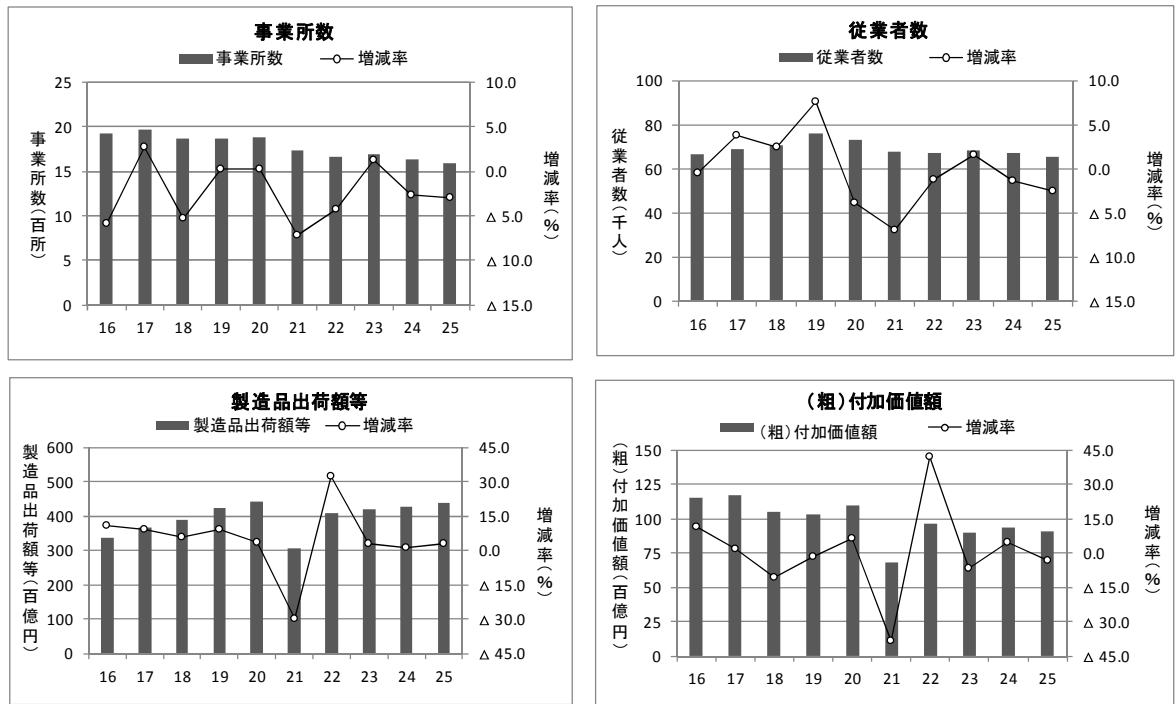 事業所数
事業所数 増減率
事業所数（百所）
25
20
15
10
5
0
10.0
5.0
0.0
Δ 5.0
Δ 10.0
Δ 15.0
増減率（%）
16 17 18 19 20 21 22 23 24 25
従業者数
従業者数 増減率
従業者数（千人）
100
80
60
40
20
0
10.0
5.0
0.0
Δ 5.0
Δ 10.0
Δ 15.0
増減率（%）
16 17 18 19 20 21 22 23 24 25
製造品出荷額等
製造品出荷額等 増減率
製造品出荷額等（百億円）
600
500
400
300
200
100
0
45.0
30.0
15.0
0.0
Δ 15.0
Δ 30.0
Δ 45.0
増減率（%）
16 17 18 19 20 21 22 23 24 25
（粗）付加価値額
（粗）付加価値額 増減率
（粗）付加価値額（百億円）
150
125
100
75
50
25
0
45.0
30.0
15.0
0.0
Δ 15.0
Δ 30.0
Δ 45.0
増減率（%）
16 17 18 19 20 21 22 23 24 25